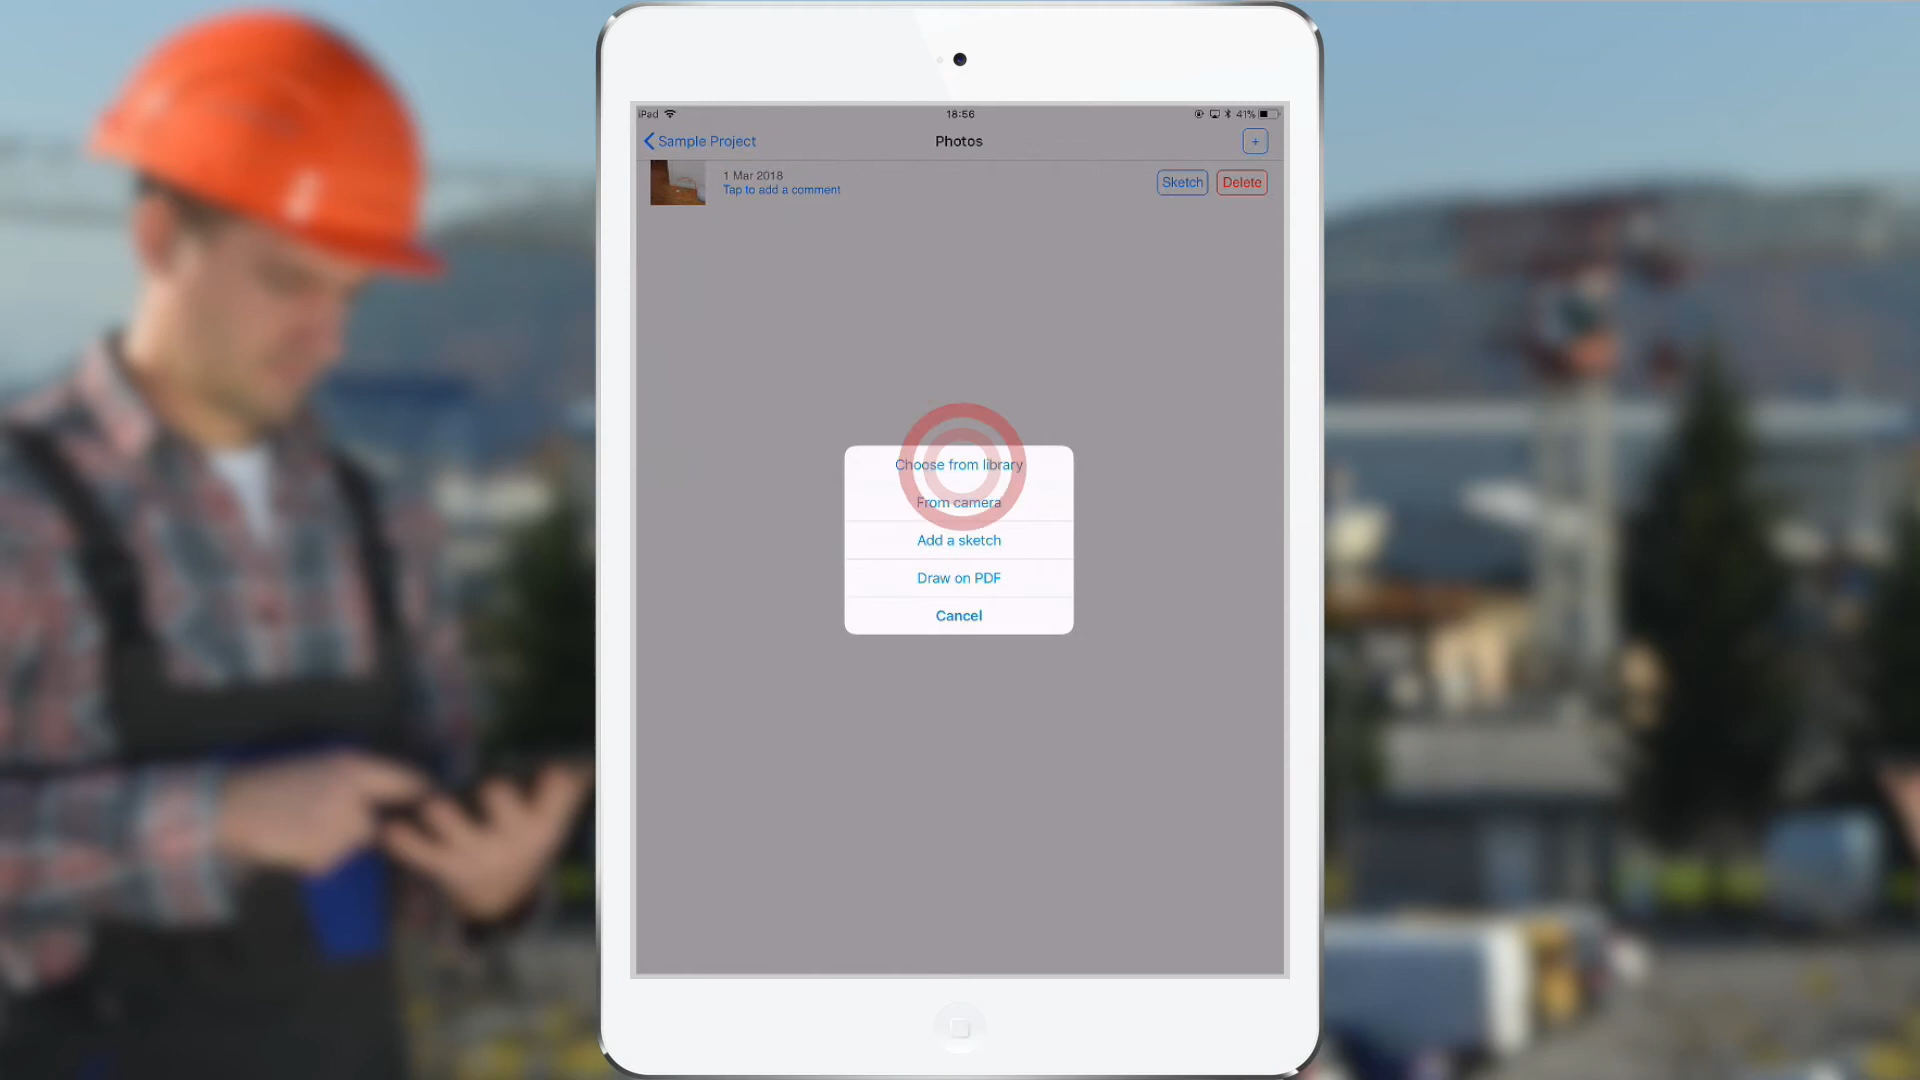 iPad 18:56 41%
Sample Project Photos +
1 Mar 2018
Tap to add a comment
Sketch Delete
Choose from library
From camera
Add a sketch
Draw on PDF
Cancel